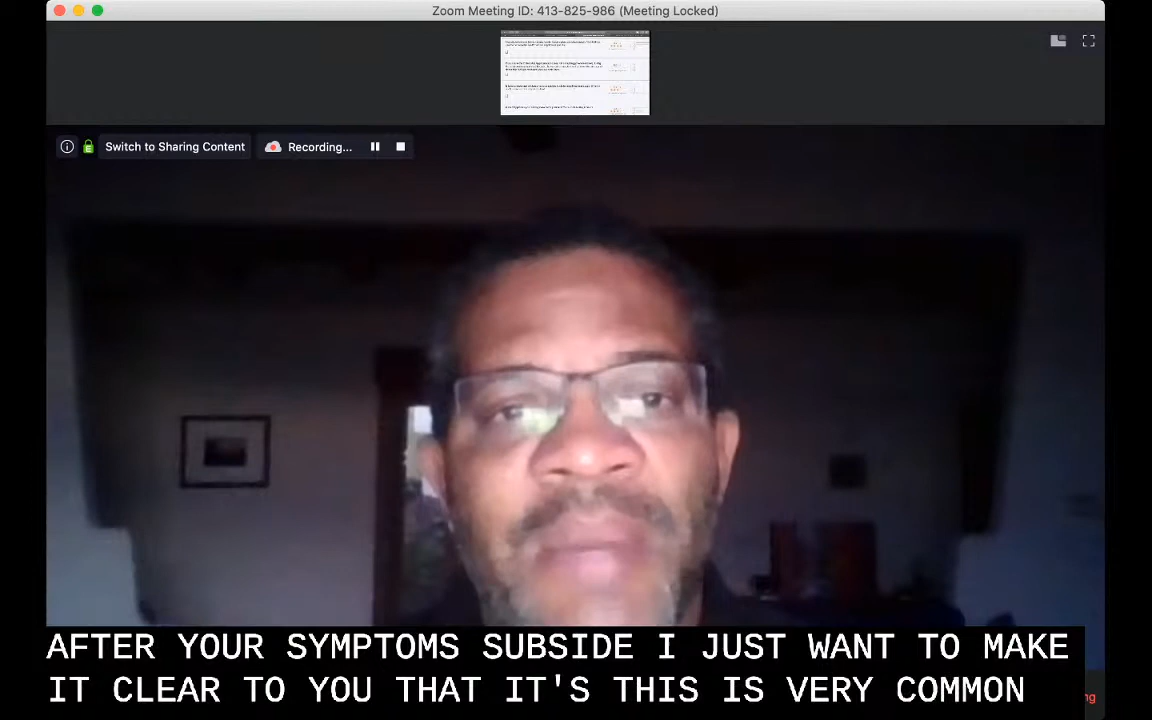 Zoom Meeting ID: 413-825-986 (Meeting Locked)
Switch to Sharing Content
Recording...
AFTER YOUR SYMPTOMS SUBSIDE I JUST WANT TO MAKE
IT CLEAR TO YOU THAT IT'S THIS IS VERY COMMON